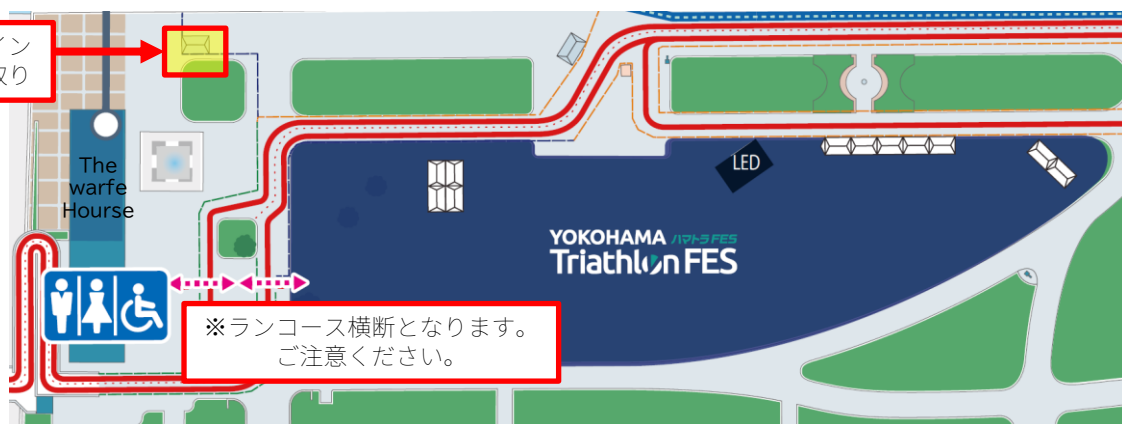 イン
取り
The
warfe
Hourse
LED
YOKOHAMA ハマトラFES
Triathlon FES
※ランコース横断となります。
ご注意ください。